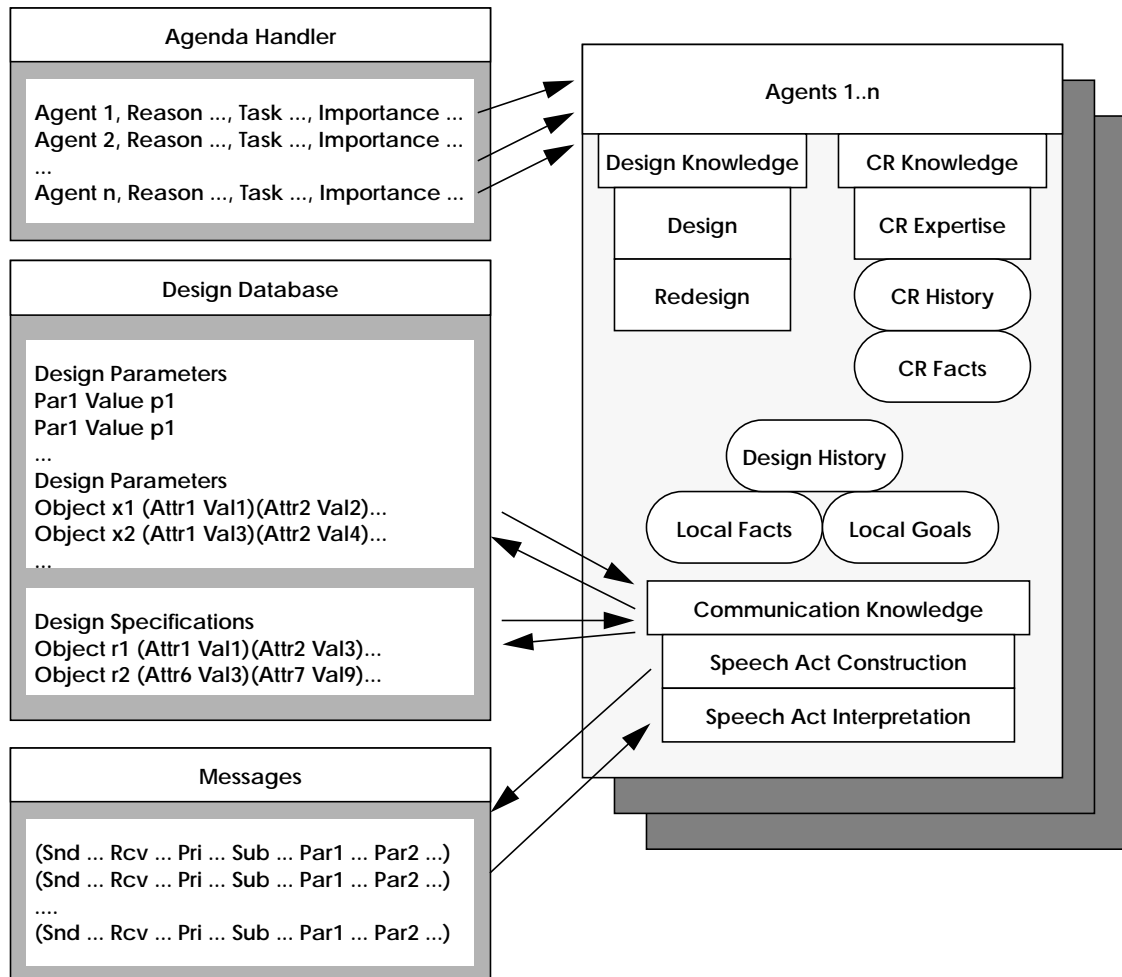 Agenda Handler
Agent 1, Reason ..., Task ..., Importance ...
Agent 2, Reason ..., Task ..., Importance ...
...
Agent n, Reason ..., Task ..., Importance ...
Design Database
Design Parameters
Par1 Value p1
Par1 Value p1
...
Design Parameters
Object x1 (Attr1 Val1)(Attr2 Val2)...
Object x2 (Attr1 Val3)(Attr2 Val4)...
...
Design Specifications
Object r1 (Attr1 Val1)(Attr2 Val3)...
Object r2 (Attr6 Val3)(Attr7 Val9)...
Messages
(Snd ... Rcv ... Pri ... Sub ... Par1 ... Par2 ...)
(Snd ... Rcv ... Pri ... Sub ... Par1 ... Par2 ...)
....
(Snd ... Rcv ... Pri ... Sub ... Par1 ... Par2 ...)
Agents 1..n
Design Knowledge
Design
Redesign
CR Knowledge
CR Expertise
CR History
CR Facts
Design History
Local Facts
Local Goals
Communication Knowledge
Speech Act Construction
Speech Act Interpretation